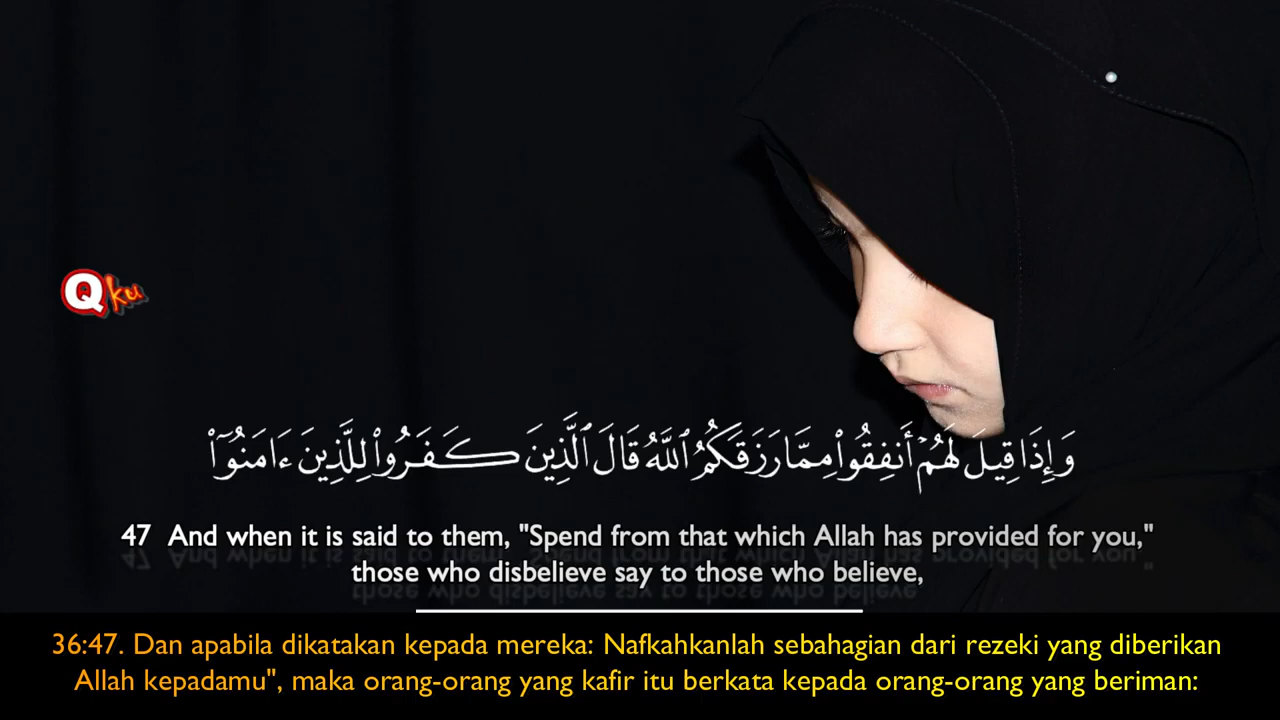 Qku
وَإِذَا قِيلَ لَهُمْ أَنفِقُوا۟ مِمَّا رَزَقَكُمُ ٱللَّهُ قَالَ ٱلَّذِينَ كَفَرُوا۟ لِلَّذِينَ ءَامَنُوٓا۟
47 And when it is said to them, "Spend from that which Allah has provided for you,"
those who disbelieve say to those who believe,
36:47. Dan apabila dikatakan kepada mereka: Nafkahkanlah sebahagian dari rezeki yang diberikan
Allah kepadamu", maka orang-orang yang kafir itu berkata kepada orang-orang yang beriman: